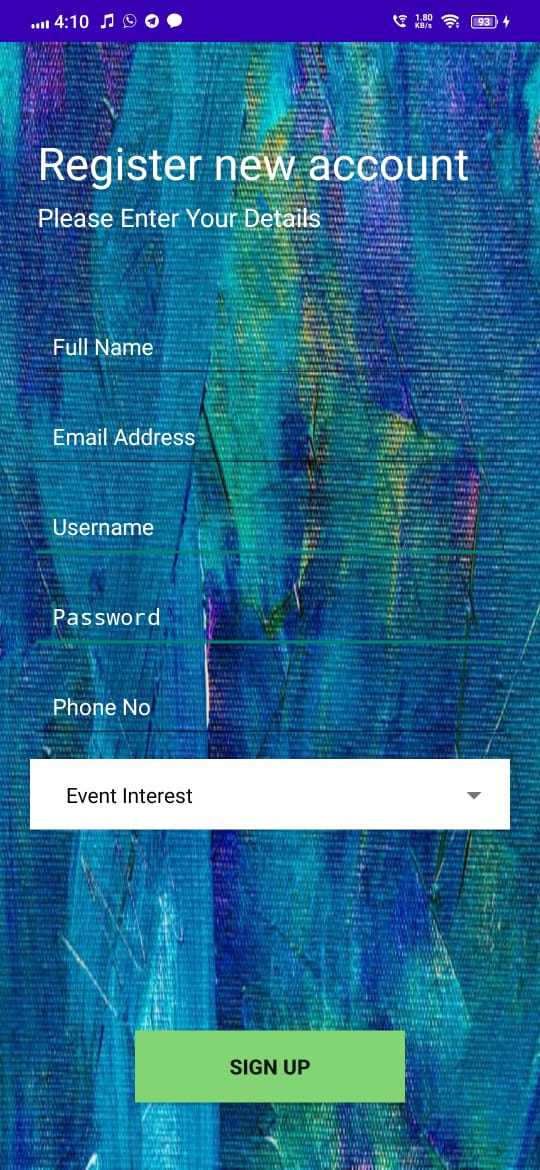 4:10
1.80
KB/s
93
Register new account
Please Enter Your Details
Full Name
Email Address
Username
Password
Phone No
Event Interest
SIGN UP